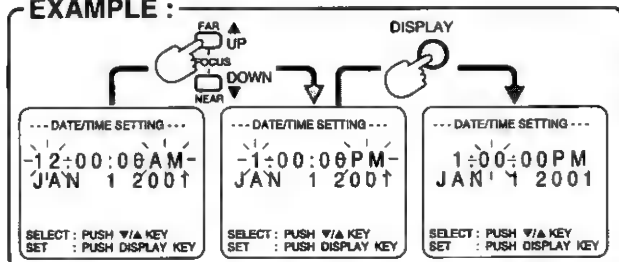 EXAMPLE :
FAR ▲
UP
FOCUS
DOWN
NEAR ▼
DISPLAY
--- DATE/TIME SETTING ---
-12:00:00AM-
JAN 1 2001
SELECT : PUSH ▼/▲ KEY
SET : PUSH DISPLAY KEY
--- DATE/TIME SETTING ---
-1:00:00PM-
JAN 1 2001
SELECT : PUSH ▼/▲ KEY
SET : PUSH DISPLAY KEY
--- DATE/TIME SETTING ---
1:00:00PM
JAN 1 2001
SELECT : PUSH ▼/▲ KEY
SET : PUSH DISPLAY KEY